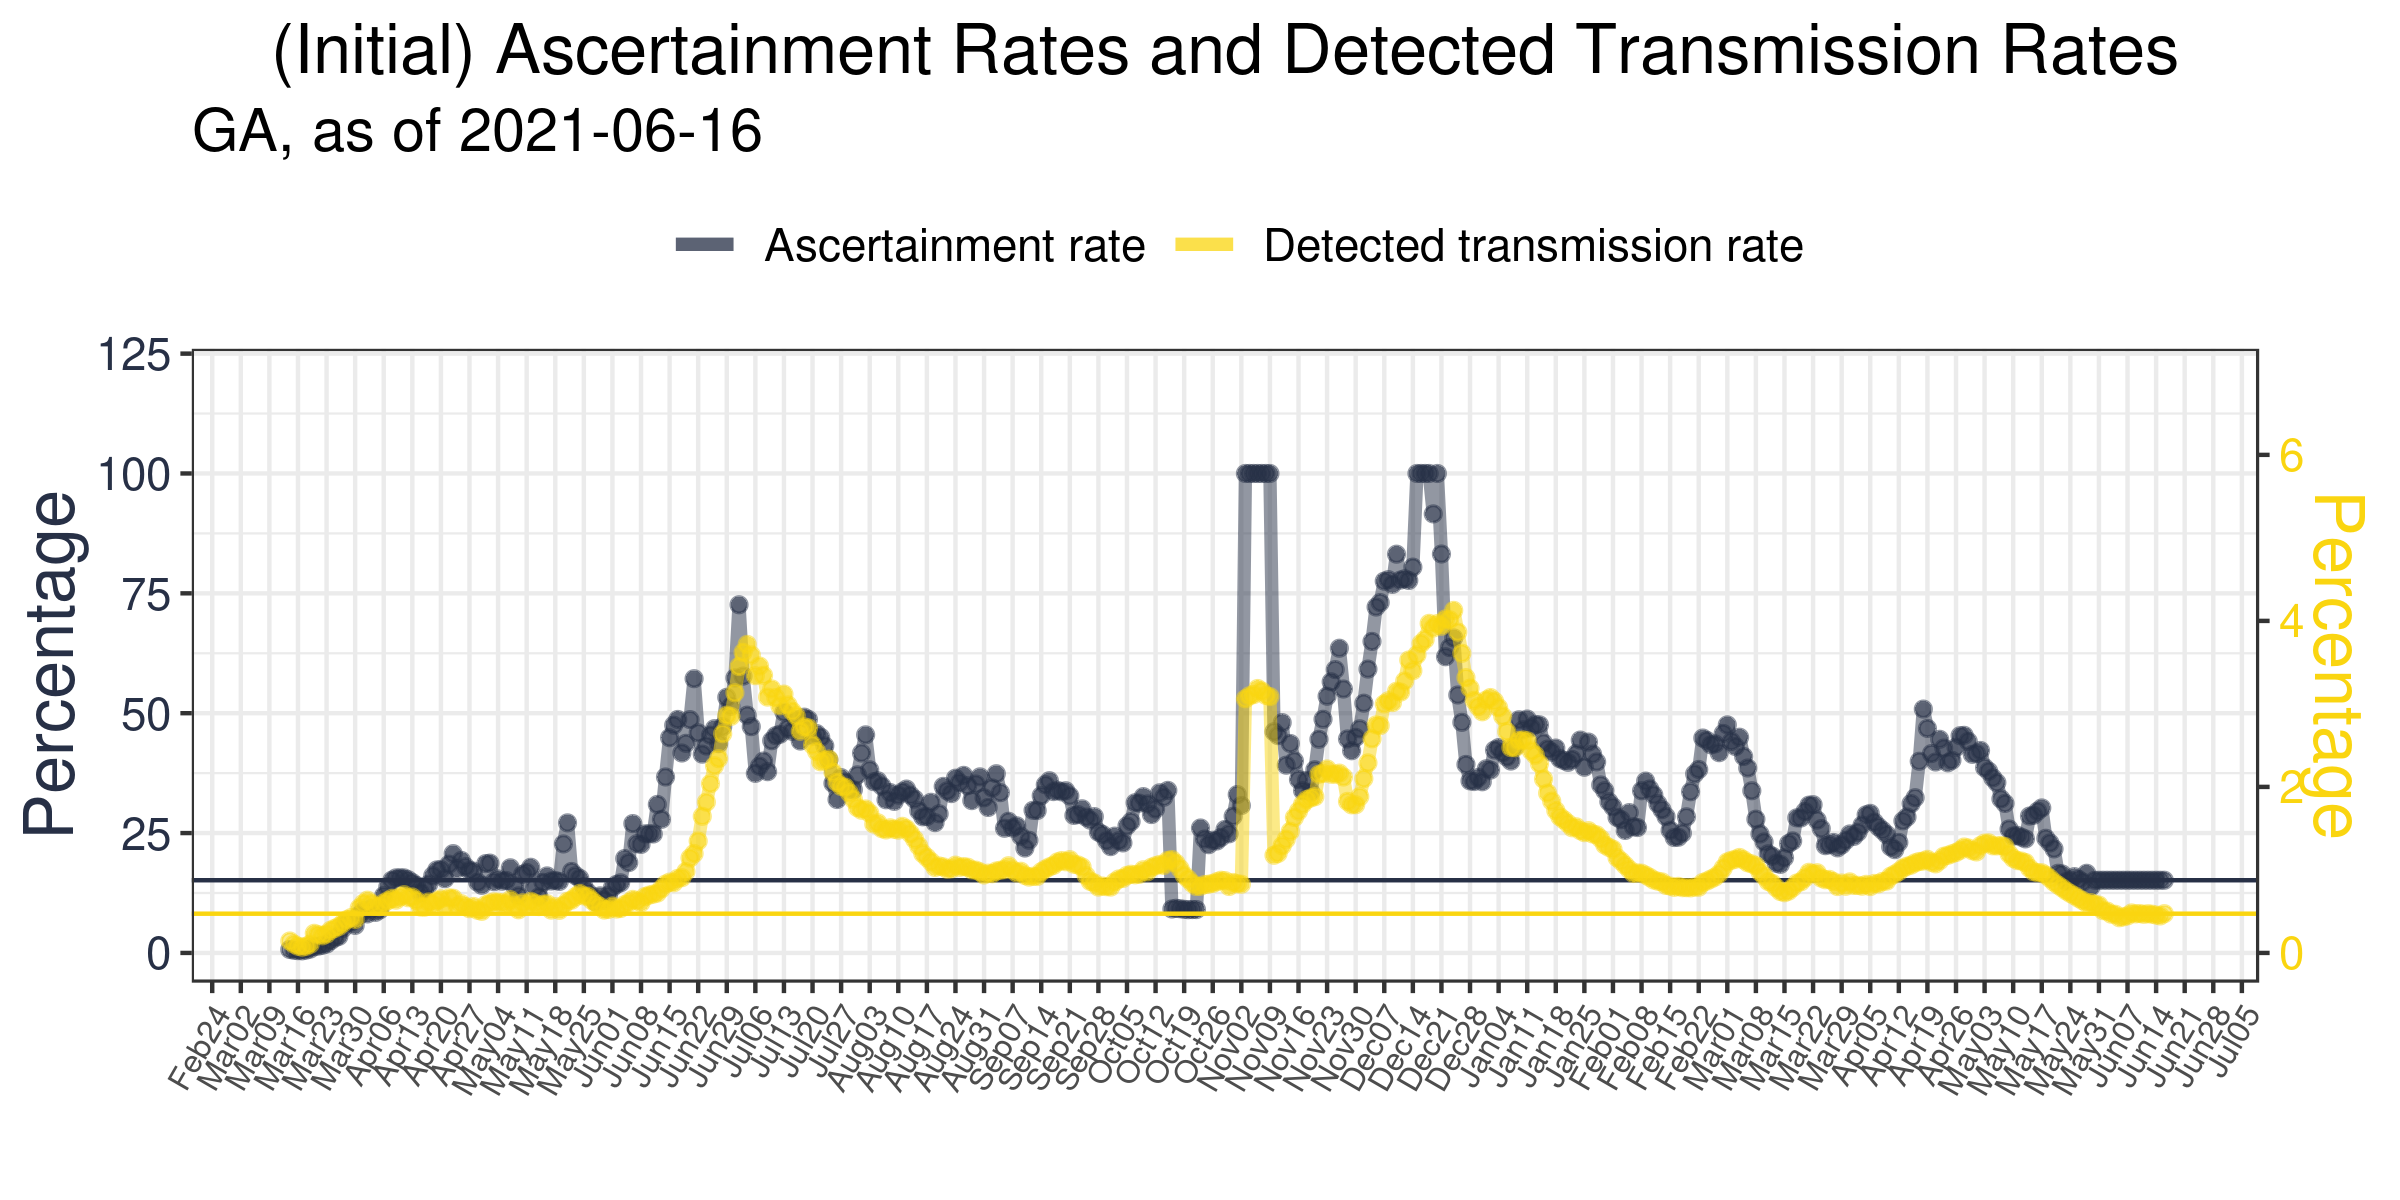 (Initial) Ascertainment Rates and Detected Transmission Rates
GA, as of 2021-06-16
Ascertainment rate
Detected transmission rate
Percentage
125
100
75
50
25
0
6
4
2
0
Percentage
Feb24
Mar02
Mar09
Mar16
Mar23
Mar30
Apr06
Apr13
Apr20
Apr27
May04
May11
May18
May25
Jun01
Jun08
Jun15
Jun22
Jun29
Jul06
Jul13
Jul20
Jul27
Aug03
Aug10
Aug17
Aug24
Aug31
Sep07
Sep14
Sep21
Sep28
Oct05
Oct12
Oct19
Oct26
Nov02
Nov09
Nov16
Nov23
Nov30
Dec07
Dec14
Dec21
Dec28
Jan04
Jan11
Jan18
Jan25
Feb01
Feb08
Feb15
Feb22
Mar01
Mar08
Mar15
Mar22
Mar29
Apr05
Apr12
Apr19
Apr26
May03
May10
May17
May24
May31
Jun07
Jun14
Jun21
Jun28
Jul05